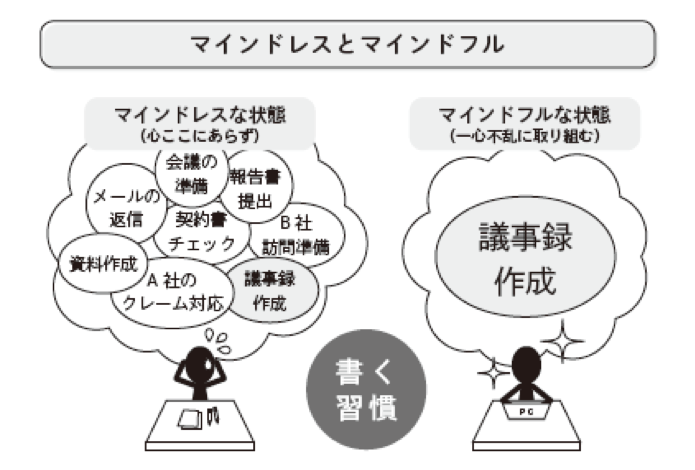 マインドレスとマインドフル
マインドレスな状態
(心ここにあらず)
会議の
準備
報告書
提出
メールの
返信
契約書
チェック
B社
訪問準備
資料作成
A社の
クレーム対応
議事録
作成
マインドフルな状態
(一心不乱に取り組む)
議事録
作成
書く
習慣
PC